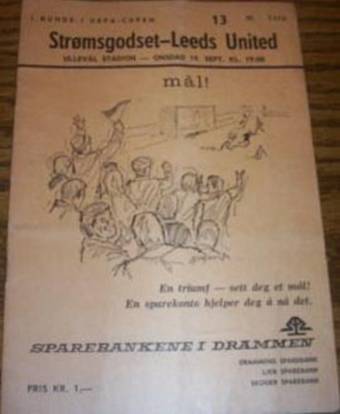 1. RUNDE I UEFA-CUPEN 13
Strømsgodset–Leeds United
ULLEVÅL STADION — ONSDAG 19. SEPT. KL. 19.00
mål!
En triumf — sett deg et mål!
En sparekonto hjelper deg å nå det.
SPAREBANKENE I DRAMMEN
DRAMMENS SPAREBANK
LIER SPAREBANK
SKOGER SPAREBANK
PRIS KR. 1,—